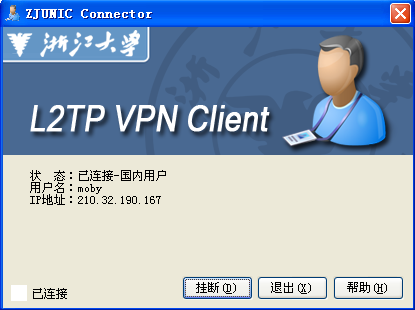 ZJUNIC Connector
浙江大学
L2TP VPN Client
状 态：已连接-国内用户
用户名：moby
IP地址：210.32.190.167
已连接
挂断(D) 退出(X) 帮助(H)